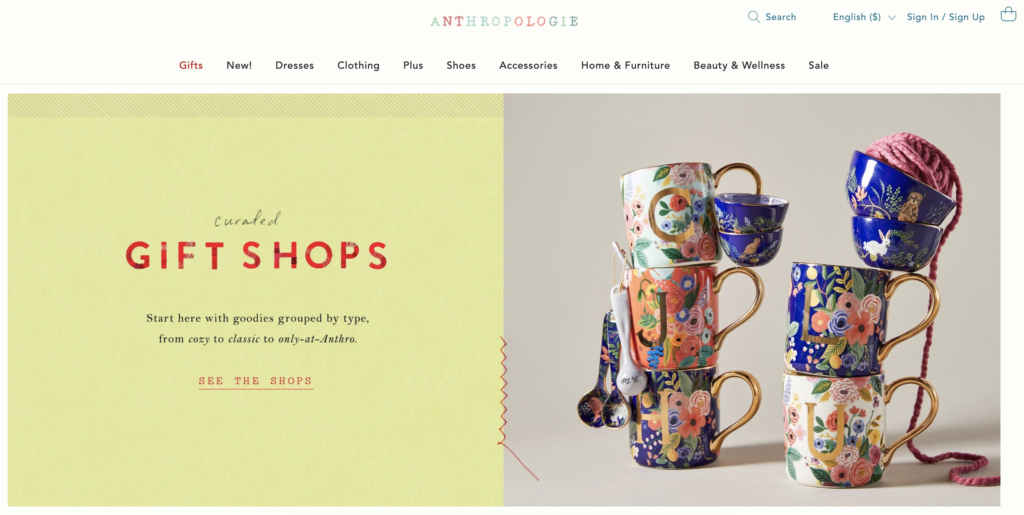 ANTHROPOLOGIE
Search
English ($)
Sign In / Sign Up
Gifts New! Dresses Clothing Plus Shoes Accessories Home & Furniture Beauty & Wellness Sale
curated
GIFT SHOPS
Start here with goodies grouped by type,
from cozy to classic to only-at-Anthro.
SEE THE SHOPS
C
J
H
L
U